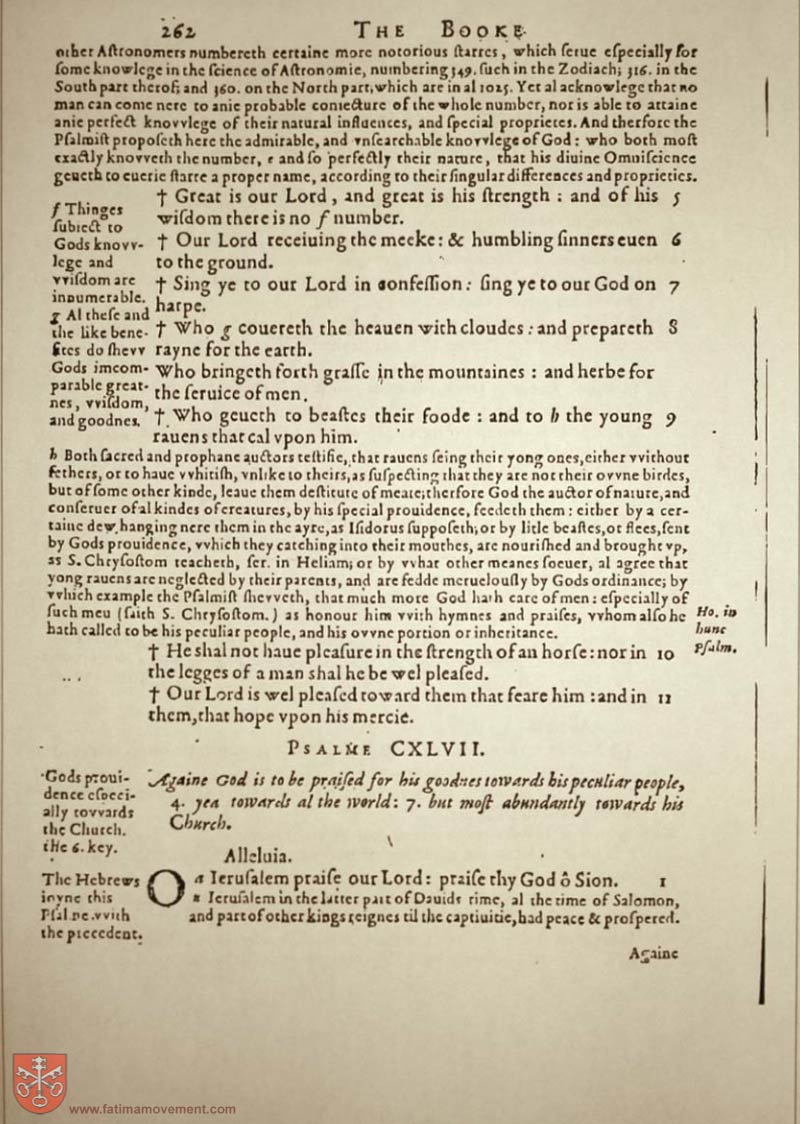 262 THE BOOKE
other Aſtronomers numbereth certaine more notorious ſtarres, which ſerue eſpecially for
ſome knowlege in the ſcience of Aſtronomie, numbering 349. ſuch in the Zodiach; 316. in the
South part therof; and 360. on the North part, which are in al 1025. Yet al acknowlege that no
man can come nere to anie probable coniecture of the whole number, nor is able to attaine
anie perfect knovvlege of their natural influences, and ſpecial proprietes. And therfore the
Pſalmiſt propoſeth here the admirable, and vnſearchable knovvlege of God: who both moſt
exactly knovveth the number, e and ſo perfectly their nature, that his diuine Omniſcience
geueth to euerie ſtarre a proper name, according to their ſingular differences and proprieties.
† Great is our Lord, and great is his ſtrength: and of his 5
wiſdom there is no f number.
† Our Lord receiuing the meeke: & humbling ſinners euen 6
to the ground.
† Sing ye to our Lord in confeſſion: ſing ye to our God on 7
harpe.
† Who g couereth the heauen with cloudes: and prepareth 8
rayne for the earth.
Who bringeth forth graſſe in the mountaines: and herbe for
the ſeruice of men.
† Who geueth to beaſtes their foode: and to h the young 9
rauens that cal vpon him.
f Thinges
ſubiect to
Gods knovv-
lege and
vviſdom are
innumerable.
g Al theſe and
the like bene-
fites do ſhevv
Gods imcom-
parable great-
nes, vviſdom,
and goodnes.
h Both ſacred and prophane auctors teſtifie, that rauens ſeing their yong ones, either vvithout
fethers, or to haue vvhitiſh, vnlike to theirs, as ſuſpecting that they are not their ovvne birdes,
but of ſome other kinde, leaue them deſtitute of meate; therfore God the auctor of nature, and
conſeruer of al kindes of creatures, by his ſpecial prouidence, feedeth them: either by a cer-
taine dew hanging nere them in the ayre, as Iſidorus ſuppoſeth; or by litle beaſtes, or flees, ſent
by Gods prouidence, vvhich they catching into their mouthes, are nouriſhed and brought vp,
as S. Chryſoſtom teacheth, ſer. in Heliam; or by vvhat other meanes ſoeuer, al agree that
yong rauens are neglected by their parents, and are fedde merueloufly by Gods ordinance; by
vvhich example the Pſalmiſt ſhevveth, that much more God hath care of men: eſpecially of
ſuch meu (ſaith S. Chryſoſtom.) as honour him vvith hymnes and praiſes, vvhom alſo he
hath called to be his peculiar people, and his ovvne portion or inheritance.
Ho. in
hunc
Pſalm.
† He shal not haue pleaſure in the ſtrength of an horſe: nor in 10
the legges of a man shal he be wel pleaſed.
† Our Lord is wel pleaſed toward them that feare him: and in 11
them, that hope vpon his mercie.
PSALME CXLVII.
Gods proui-
dence eſpeci-
ally tovvards
the Church.
the 6. key.
Againe God is to be praiſed for his goodnes towards his peculiar people,
4. yea towards al the world: 7. but moſt abundantly towards his
Church.
Alleluia.
The Hebrews
ioyne this
Pſalme vvith
the precedent.
O a Ieruſalem praiſe our Lord: praiſe thy God ô Sion. 1
a Ieruſalem in the latter part of Dauids time, al the time of Salomon,
and part of other kings reignes til the captiuitie, had peace & proſpered.
Againe
www.fatimamovement.com